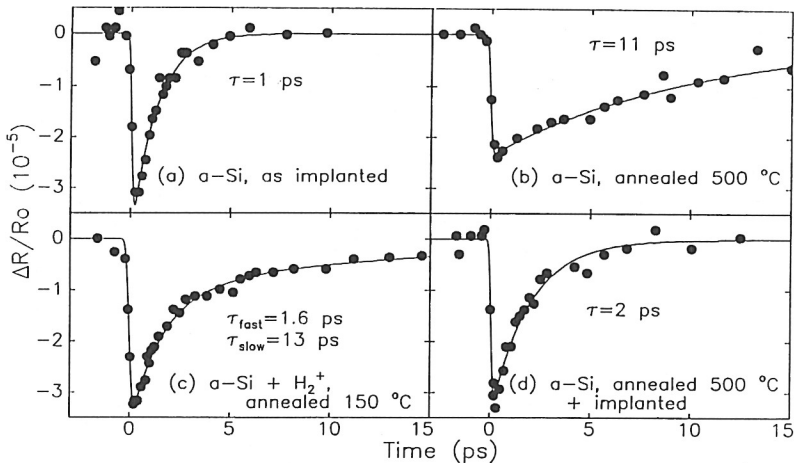 0
-1
-2
-3
τ=1 ps
(a) a-Si, as implanted
τ=11 ps
(b) a-Si, annealed 500 °C
ΔR/Ro (10⁻⁵)
0
-1
-2
-3
τfast=1.6 ps
τslow=13 ps
(c) a-Si + H₂⁺,
annealed 150 °C
τ=2 ps
(d) a-Si, annealed 500 °C
+ implanted
0 5 10 15 0 5 10 15
Time (ps)